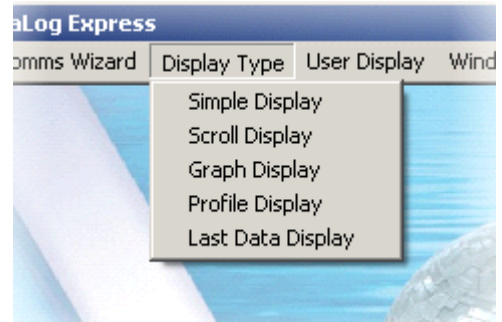 aLog Express
omms Wizard Display Type User Display Wind
Simple Display
Scroll Display
Graph Display
Profile Display
Last Data Display